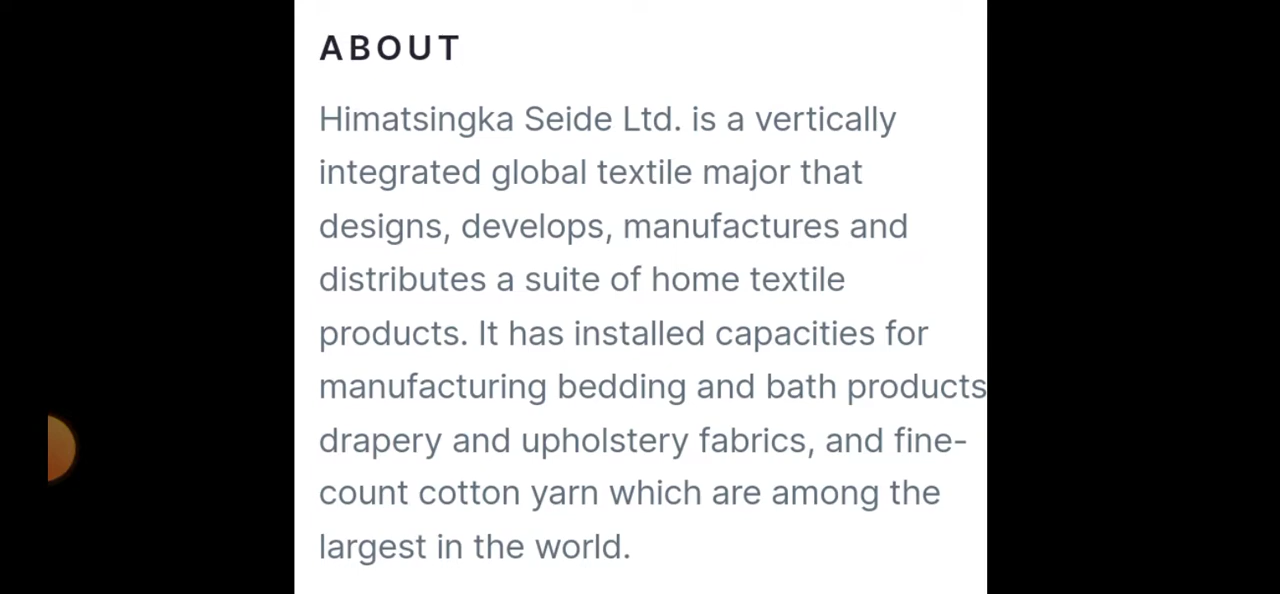 ABOUT
Himatsingka Seide Ltd. is a vertically
integrated global textile major that
designs, develops, manufactures and
distributes a suite of home textile
products. It has installed capacities for
manufacturing bedding and bath products
drapery and upholstery fabrics, and fine-
count cotton yarn which are among the
largest in the world.